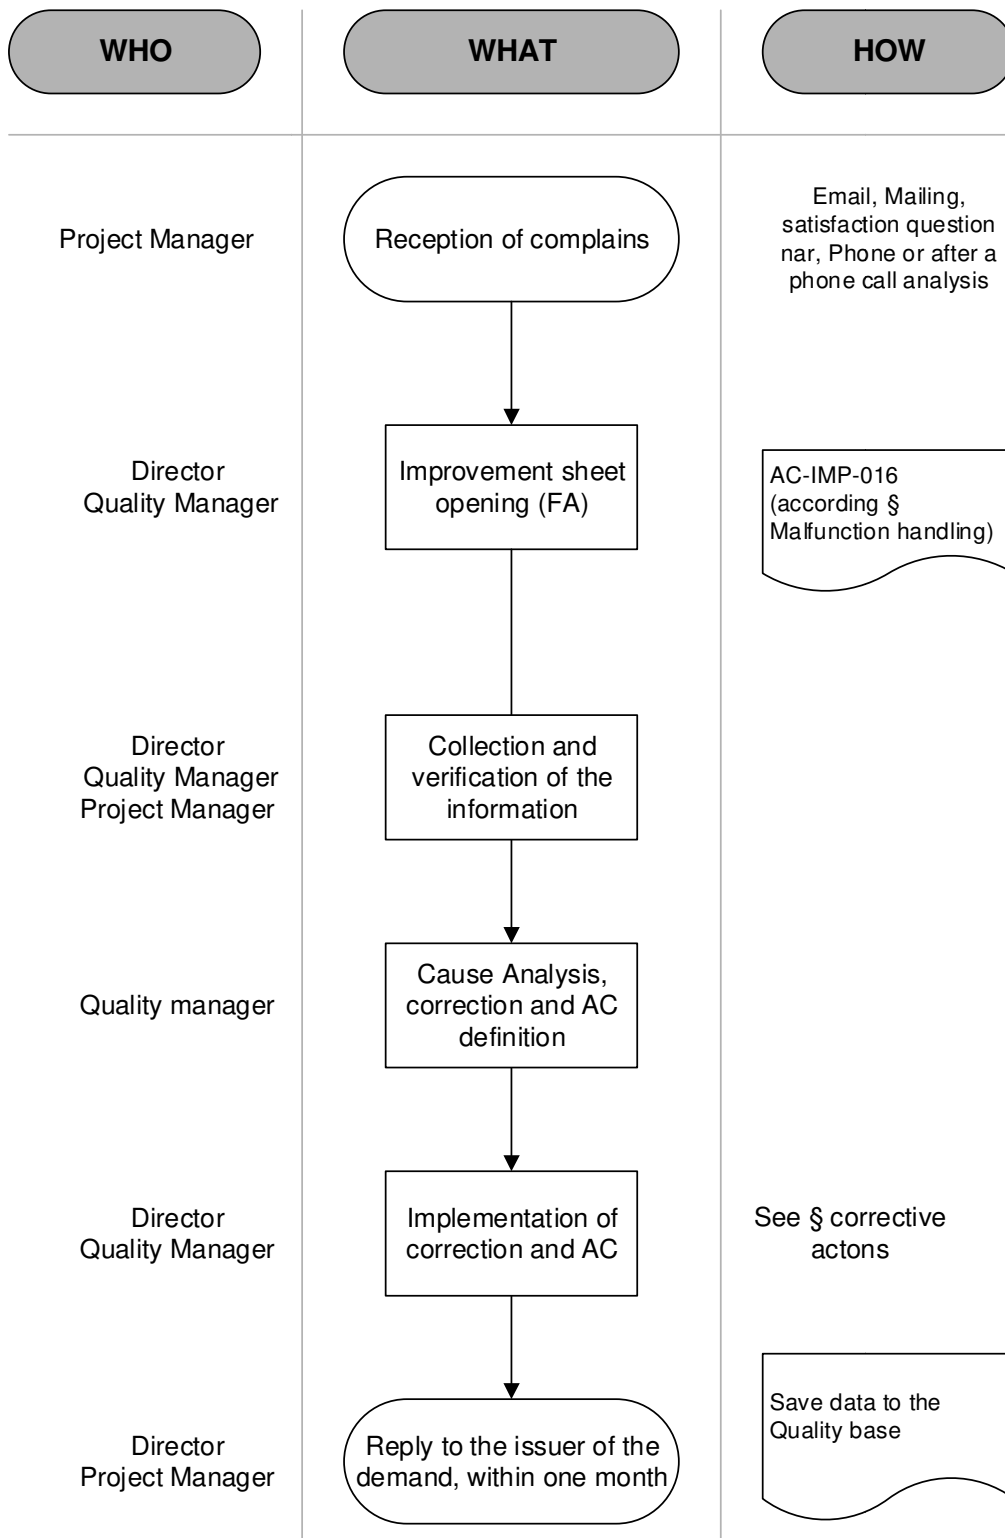 WHO
WHAT
HOW
Project Manager
Reception of complains
Email, Mailing,
satisfaction question
nar, Phone or after a
phone call analysis
Director
Quality Manager
Improvement sheet
opening (FA)
AC-IMP-016
(according §
Malfunction handling)
Director
Quality Manager
Project Manager
Collection and
verification of the
information
Quality manager
Cause Analysis,
correction and AC
definition
Director
Quality Manager
Implementation of
correction and AC
See § corrective
actons
Director
Project Manager
Reply to the issuer of the
demand, within one month
Save data to the
Quality base